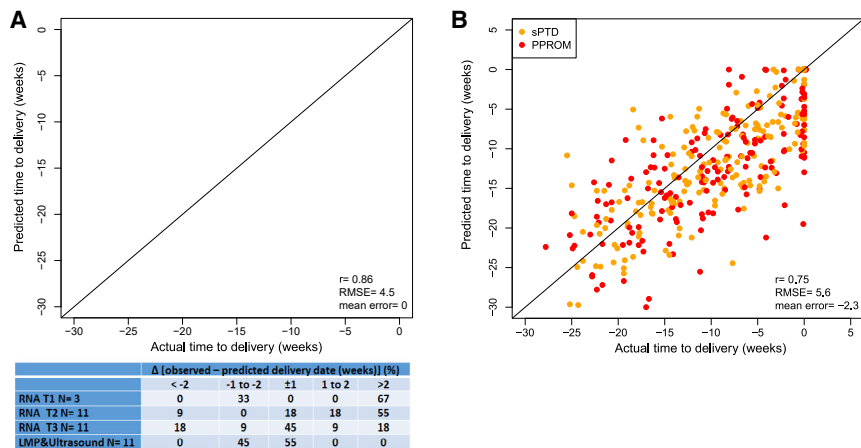 A
Predicted time to delivery (weeks)
0
−5
−10
−15
−20
−25
−30
−30 −25 −20 −15 −10 −5 0
Actual time to delivery (weeks)
r= 0.86
RMSE= 4.5
mean error= 0
B
Predicted time to delivery (weeks)
5
0
−5
−10
−15
−20
−25
−30
sPTD
PPROM
−30 −25 −20 −15 −10 −5 0 5
Actual time to delivery (weeks)
r= 0.75
RMSE= 5.6
mean error= −2.3
Δ [observed – predicted delivery date (weeks)] (%)
< -2 -1 to -2 ±1 1 to 2 >2
RNA T1 N= 3 0 33 0 0 67
RNA T2 N= 11 9 0 18 18 55
RNA T3 N= 11 18 9 45 9 18
LMP&Ultrasound N= 11 0 45 55 0 0